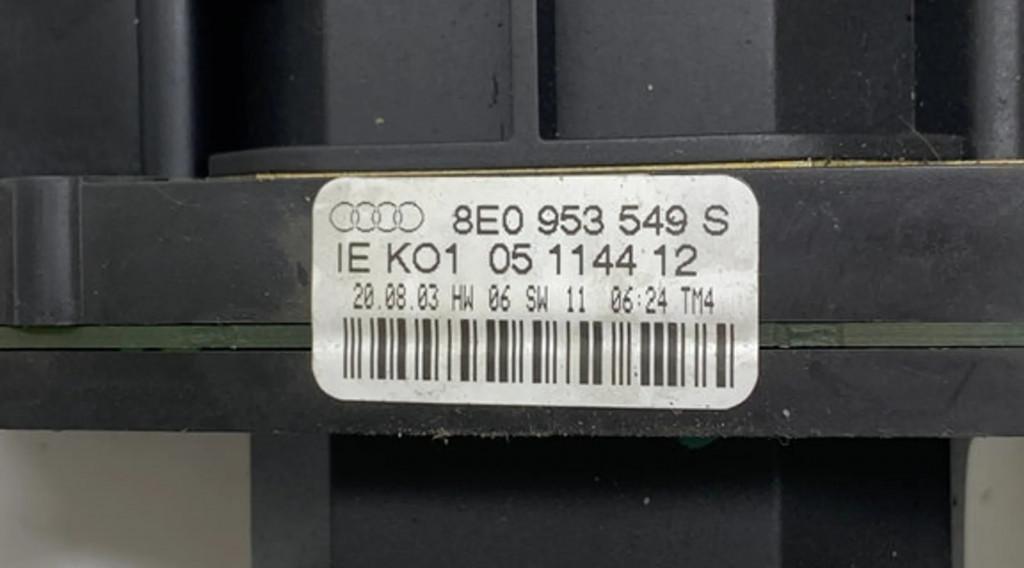 8E0 953 549 S
IE KO1 05 1144 12
20.08.03 HW 06 SW 11 06:24 TM4